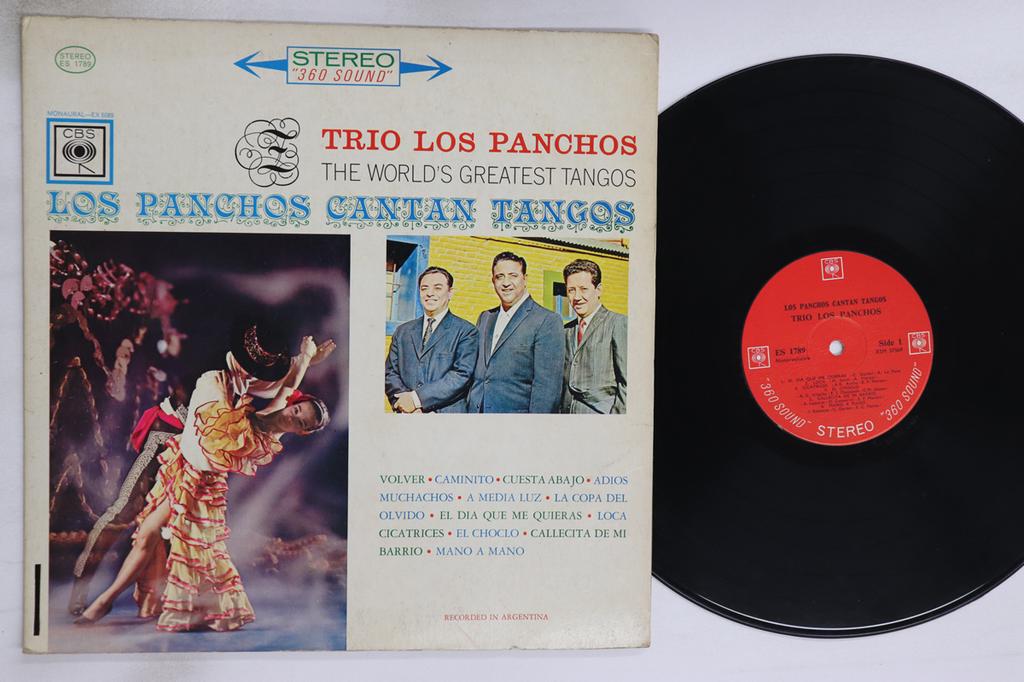 STEREO
ES 1789
STEREO
"360 SOUND"
MONAURAL—EX 5089
CBS
TRIO LOS PANCHOS
THE WORLD'S GREATEST TANGOS
LOS PANCHOS CANTAN TANGOS
VOLVER • CAMINITO • CUESTA ABAJO • ADIOS
MUCHACHOS • A MEDIA LUZ • LA COPA DEL
OLVIDO • EL DIA QUE ME QUIERAS • LOCA
CICATRICES • EL CHOCLO • CALLECITA DE MI
BARRIO • MANO A MANO
RECORDED IN ARGENTINA
CBS
LOS PANCHOS CANTAN TANGOS
TRIO LOS PANCHOS
CBS
ES 1789
Side 1
CBS
"360 SOUND" STEREO "360 SOUND"